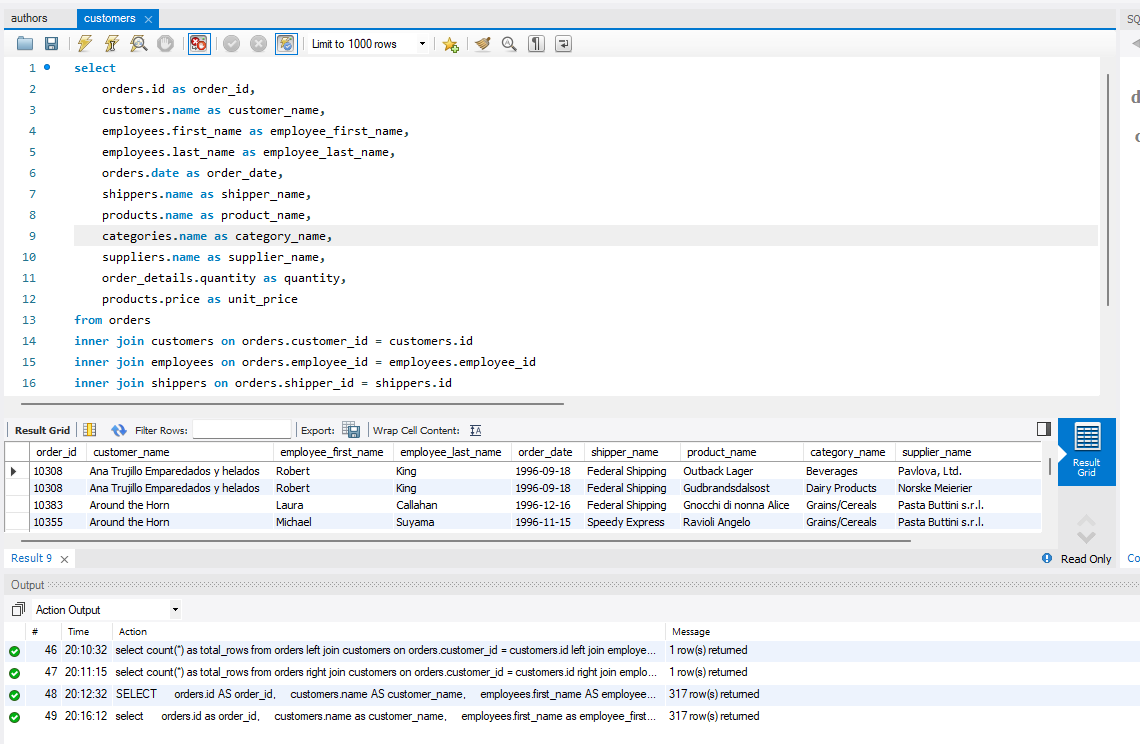 authors customers SQ
Limit to 1000 rows
1 select
2 orders.id as order_id,
3 customers.name as customer_name,
4 employees.first_name as employee_first_name,
5 employees.last_name as employee_last_name,
6 orders.date as order_date,
7 shippers.name as shipper_name,
8 products.name as product_name,
9 categories.name as category_name,
10 suppliers.name as supplier_name,
11 order_details.quantity as quantity,
12 products.price as unit_price
13 from orders
14 inner join customers on orders.customer_id = customers.id
15 inner join employees on orders.employee_id = employees.employee_id
16 inner join shippers on orders.shipper_id = shippers.id
Result Grid Filter Rows: Export: Wrap Cell Content:
order_id customer_name employee_first_name employee_last_name order_date shipper_name product_name category_name supplier_name
10308 Ana Trujillo Emparedados y helados Robert King 1996-09-18 Federal Shipping Outback Lager Beverages Pavlova, Ltd.
10308 Ana Trujillo Emparedados y helados Robert King 1996-09-18 Federal Shipping Gudbrandsdalsost Dairy Products Norske Meierier
10383 Around the Horn Laura Callahan 1996-12-16 Federal Shipping Gnocchi di nonna Alice Grains/Cereals Pasta Buttini s.r.l.
10355 Around the Horn Michael Suyama 1996-11-15 Speedy Express Ravioli Angelo Grains/Cereals Pasta Buttini s.r.l.
Result
Grid
Result 9 Read Only Co
Output
Action Output
# Time Action Message
46 20:10:32 select count(*) as total_rows from orders left join customers on orders.customer_id = customers.id left join employe... 1 row(s) returned
47 20:11:15 select count(*) as total_rows from orders right join customers on orders.customer_id = customers.id right join emplo... 1 row(s) returned
48 20:12:32 SELECT orders.id AS order_id, customers.name AS customer_name, employees.first_name AS employee... 317 row(s) returned
49 20:16:12 select orders.id as order_id, customers.name as customer_name, employees.first_name as employee_first... 317 row(s) returned